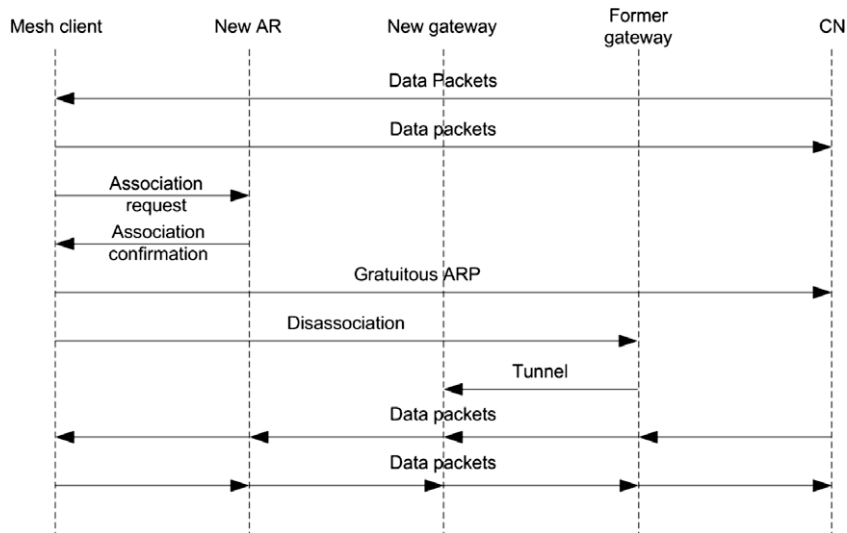 Mesh client
New AR
New gateway
Former
gateway
CN
Data Packets
Data packets
Association
request
Association
confirmation
Gratuitous ARP
Disassociation
Tunnel
Data packets
Data packets